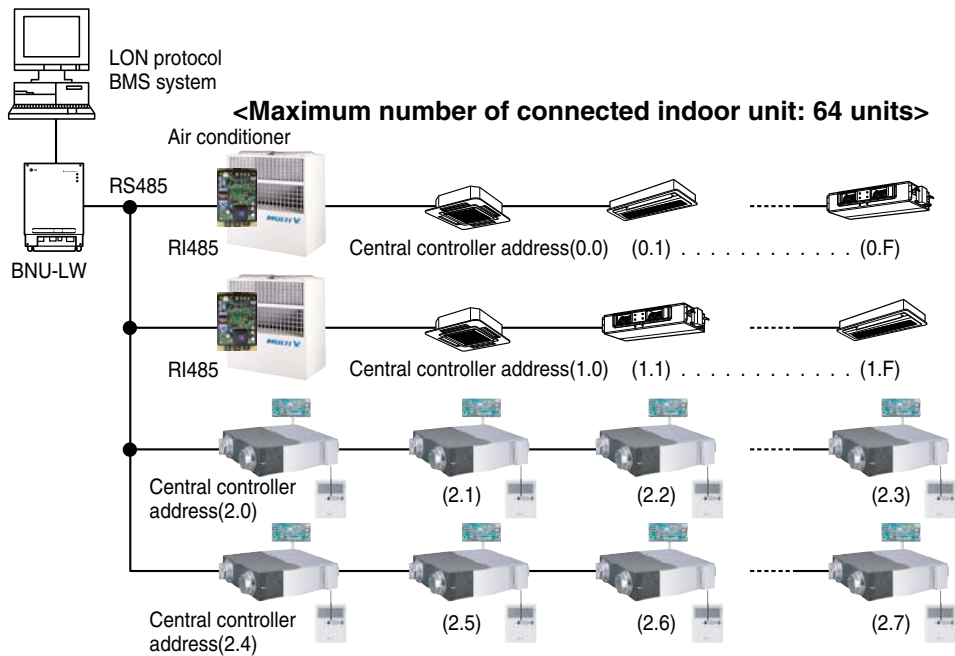 LON protocol
BMS system
<Maximum number of connected indoor unit: 64 units>
Air conditioner
RS485
MULTI V
RI485
Central controller address(0.0) (0.1) . . . . . . . . . . . . (0.F)
BNU-LW
MULTI V
RI485
Central controller address(1.0) (1.1) . . . . . . . . . . . . (1.F)
Central controller
address(2.0)
(2.1)
(2.2)
(2.3)
Central controller
address(2.4)
(2.5)
(2.6)
(2.7)